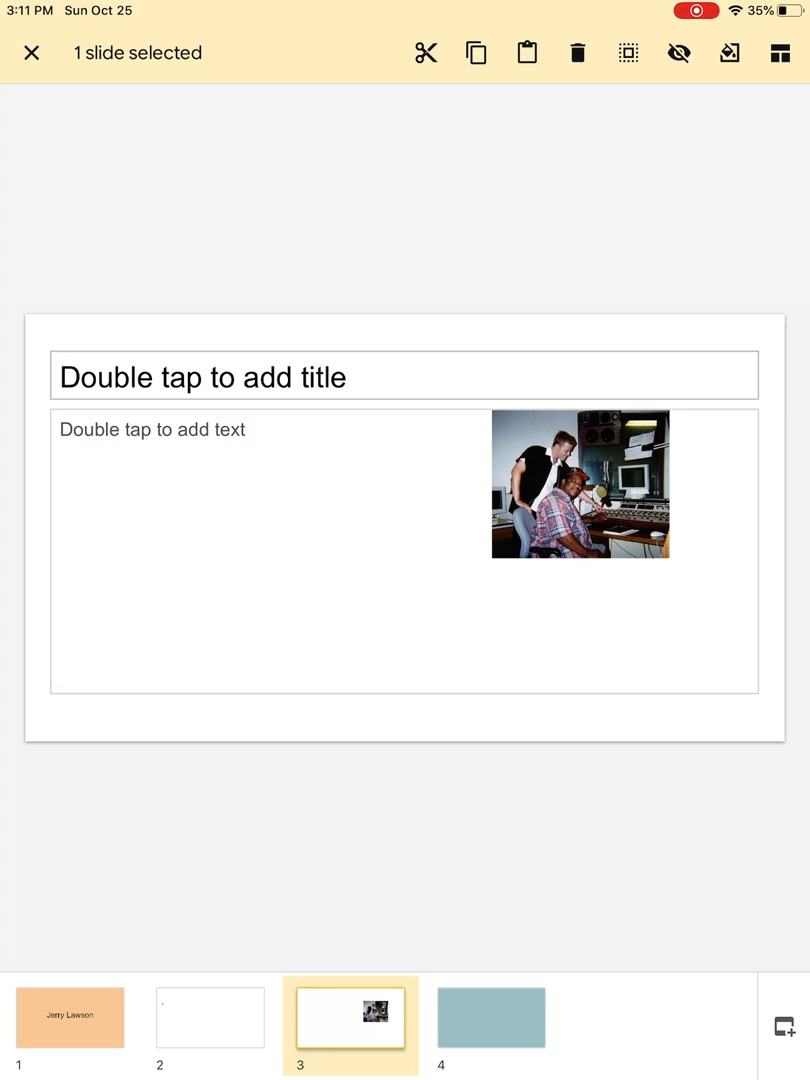 3:11 PM Sun Oct 25
35%
1 slide selected
Double tap to add title
Double tap to add text
Jerry Lawson
1
2
3
4